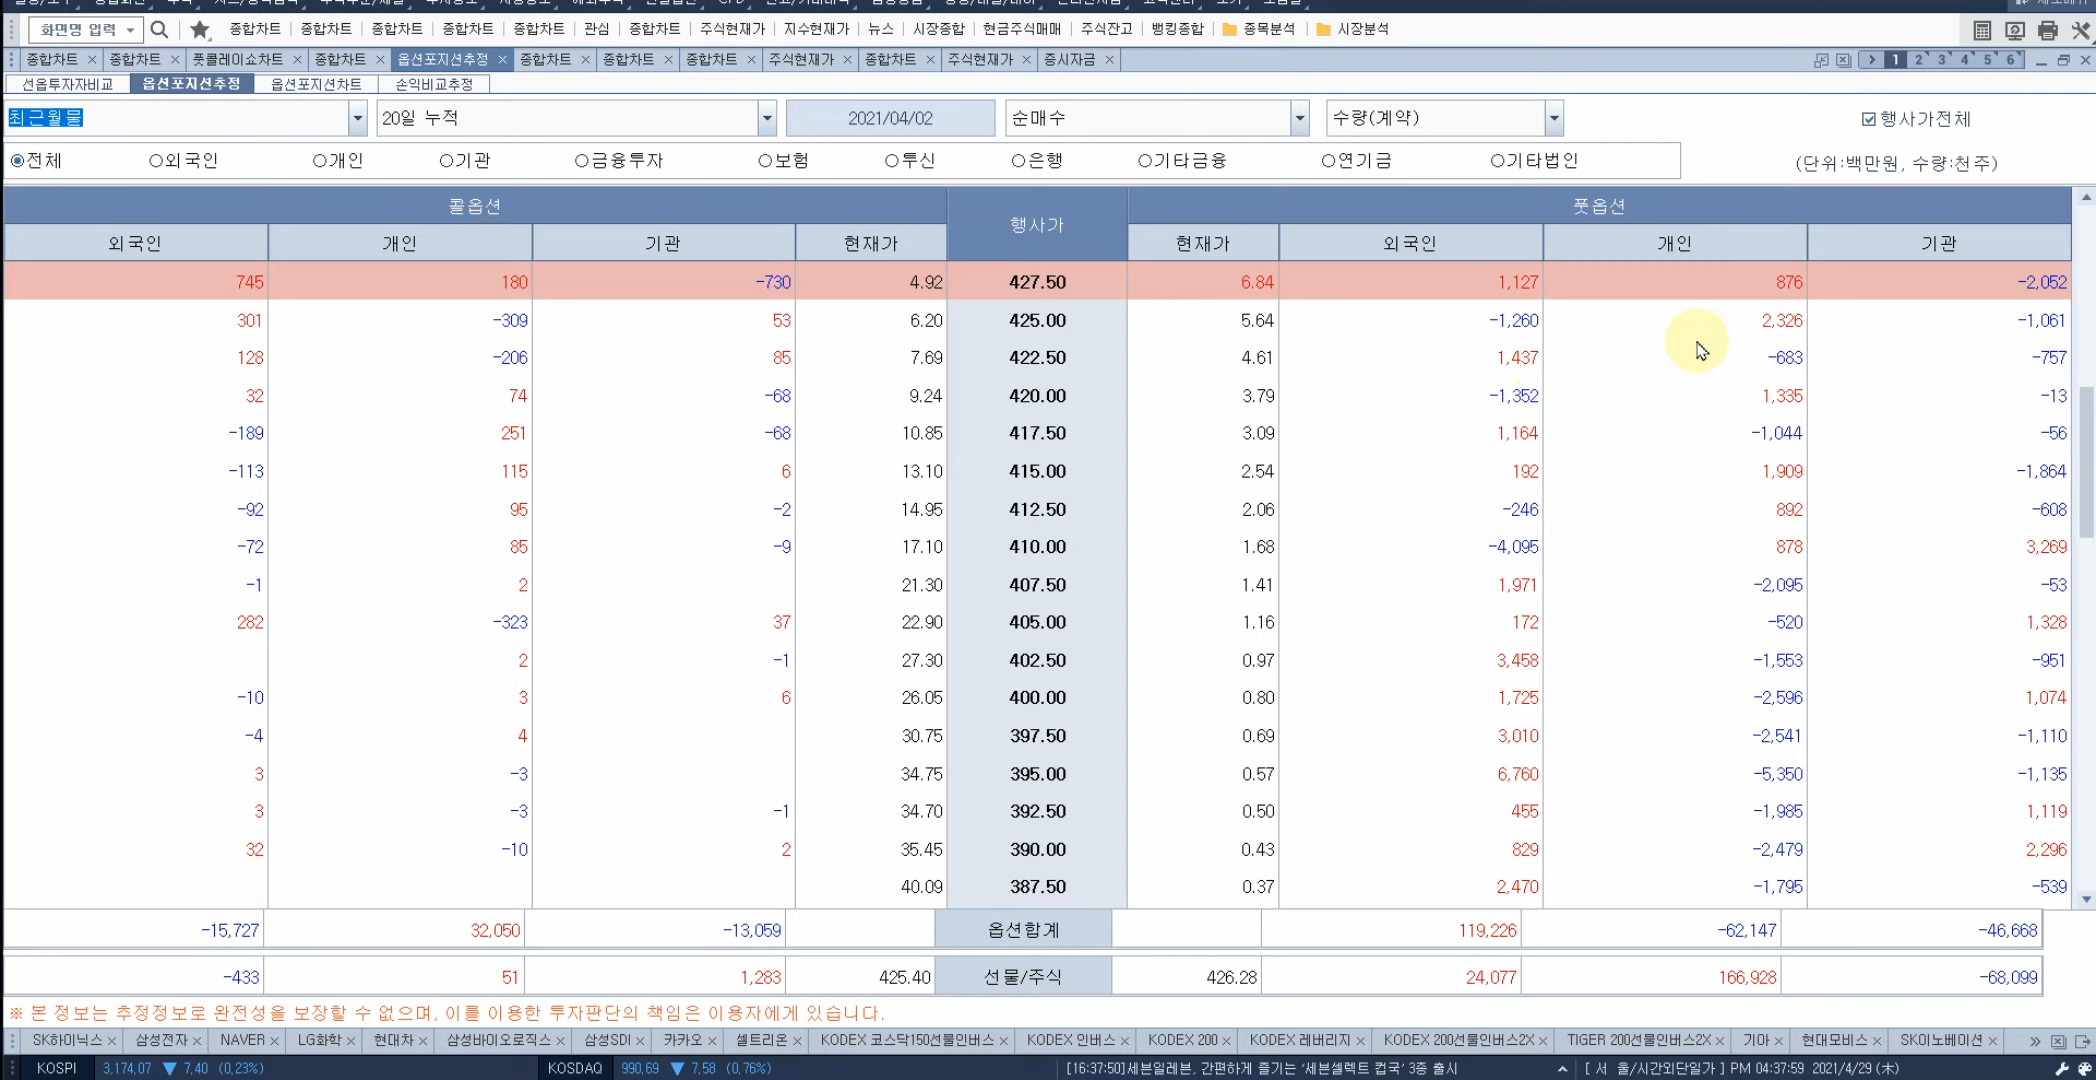 화면명 입력 종합차트 종합차트 종합차트 종합차트 종합차트 관심 종합차트 주식현재가 지수현재가 뉴스 시장종합 현금주식매매 주식잔고 뱅킹종합 종목분석 시장분석
종합차트 × 종합차트 × 풋콜레이쇼차트 × 종합차트 × 옵션포지션추정 × 종합차트 × 종합차트 × 종합차트 × 주식현재가 × 종합차트 × 주식현재가 × 증시자금 × 1 2 3 4 5 6
선옵투자자비교 옵션포지션추정 옵션포지션차트 손익비교추정
최근월물 20일 누적 2021/04/02 순매수 수량(계약) 행사가전체
전체 외국인 개인 기관 금융투자 보험 투신 은행 기타금융 연기금 기타법인 (단위:백만원, 수량:천주)
콜옵션 행사가 풋옵션
외국인 개인 기관 현재가 현재가 외국인 개인 기관
745 180 -730 4.92 427.50 6.84 1,127 876 -2,052
301 -309 53 6.20 425.00 5.64 -1,260 2,326 -1,061
128 -206 85 7.69 422.50 4.61 1,437 -683 -757
32 74 -68 9.24 420.00 3.79 -1,352 1,335 -13
-189 251 -68 10.85 417.50 3.09 1,164 -1,044 -56
-113 115 6 13.10 415.00 2.54 192 1,909 -1,864
-92 95 -2 14.95 412.50 2.06 -246 892 -608
-72 85 -9 17.10 410.00 1.68 -4,095 878 3,269
-1 2 21.30 407.50 1.41 1,971 -2,095 -53
282 -323 37 22.90 405.00 1.16 172 -520 1,328
2 -1 27.30 402.50 0.97 3,458 -1,553 -951
-10 3 6 26.05 400.00 0.80 1,725 -2,596 1,074
-4 4 30.75 397.50 0.69 3,010 -2,541 -1,110
3 -3 34.75 395.00 0.57 6,760 -5,350 -1,135
3 -3 -1 34.70 392.50 0.50 455 -1,985 1,119
32 -10 2 35.45 390.00 0.43 829 -2,479 2,296
40.09 387.50 0.37 2,470 -1,795 -539
-15,727 32,050 -13,059 옵션합계 119,226 -62,147 -46,668
-433 51 1,283 425.40 선물/주식 426.28 24,077 166,928 -68,099
※ 본 정보는 추정정보로 완전성을 보장할 수 없으며, 이를 이용한 투자판단의 책임은 이용자에게 있습니다.
SK하이닉스 × 삼성전자 × NAVER × LG화학 × 현대차 × 삼성바이오로직스 × 삼성SDI × 카카오 × 셀트리온 × KODEX 코스닥150선물인버스 × KODEX 인버스 × KODEX 200 × KODEX 레버리지 × KODEX 200선물인버스2X × TIGER 200선물인버스2X × 기아 × 현대모비스 × SK이노베이션 ×
KOSPI 3,174.07 ▼ 7.40 (0.23%) KOSDAQ 990.69 ▼ 7.58 (0.76%) [16:37:50]세븐일레븐, 간편하게 즐기는 '세븐셀렉트 컵국' 3종 출시 [ 서 울/시간외단일가 ] PM 04:37:59 2021/4/29 (木)